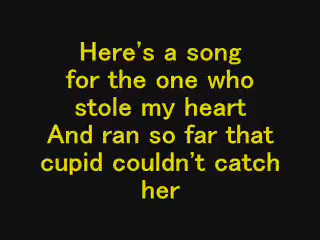 Here's a song
for the one who
stole my heart
And ran so far that
cupid couldn't catch
her